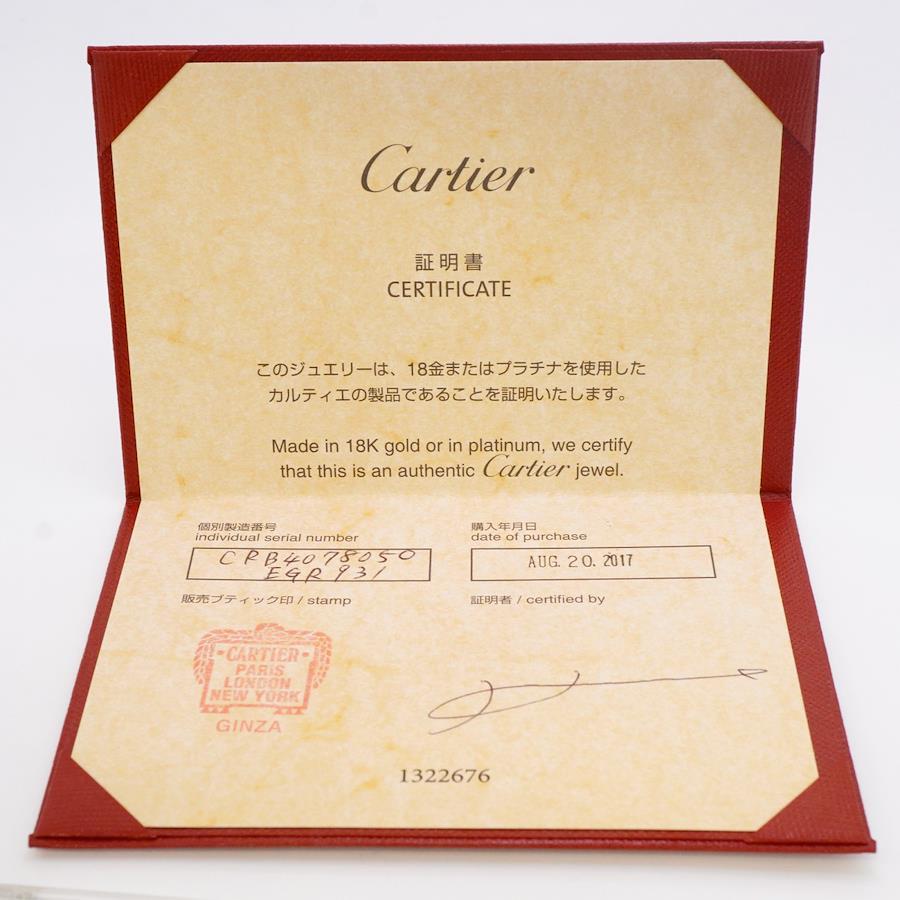 Cartier
証明書
CERTIFICATE
このジュエリーは、18金またはプラチナを使用した
カルティエの製品であることを証明いたします。
Made in 18K gold or in platinum, we certify
that this is an authentic Cartier jewel.
個別製造番号
individual serial number
CRB4078050
EGR931
購入年月日
date of purchase
AUG. 20. 2017
販売ブティック印 / stamp
証明者 / certified by
CARTIER
PARIS
LONDON
NEW YORK
GINZA
1322676